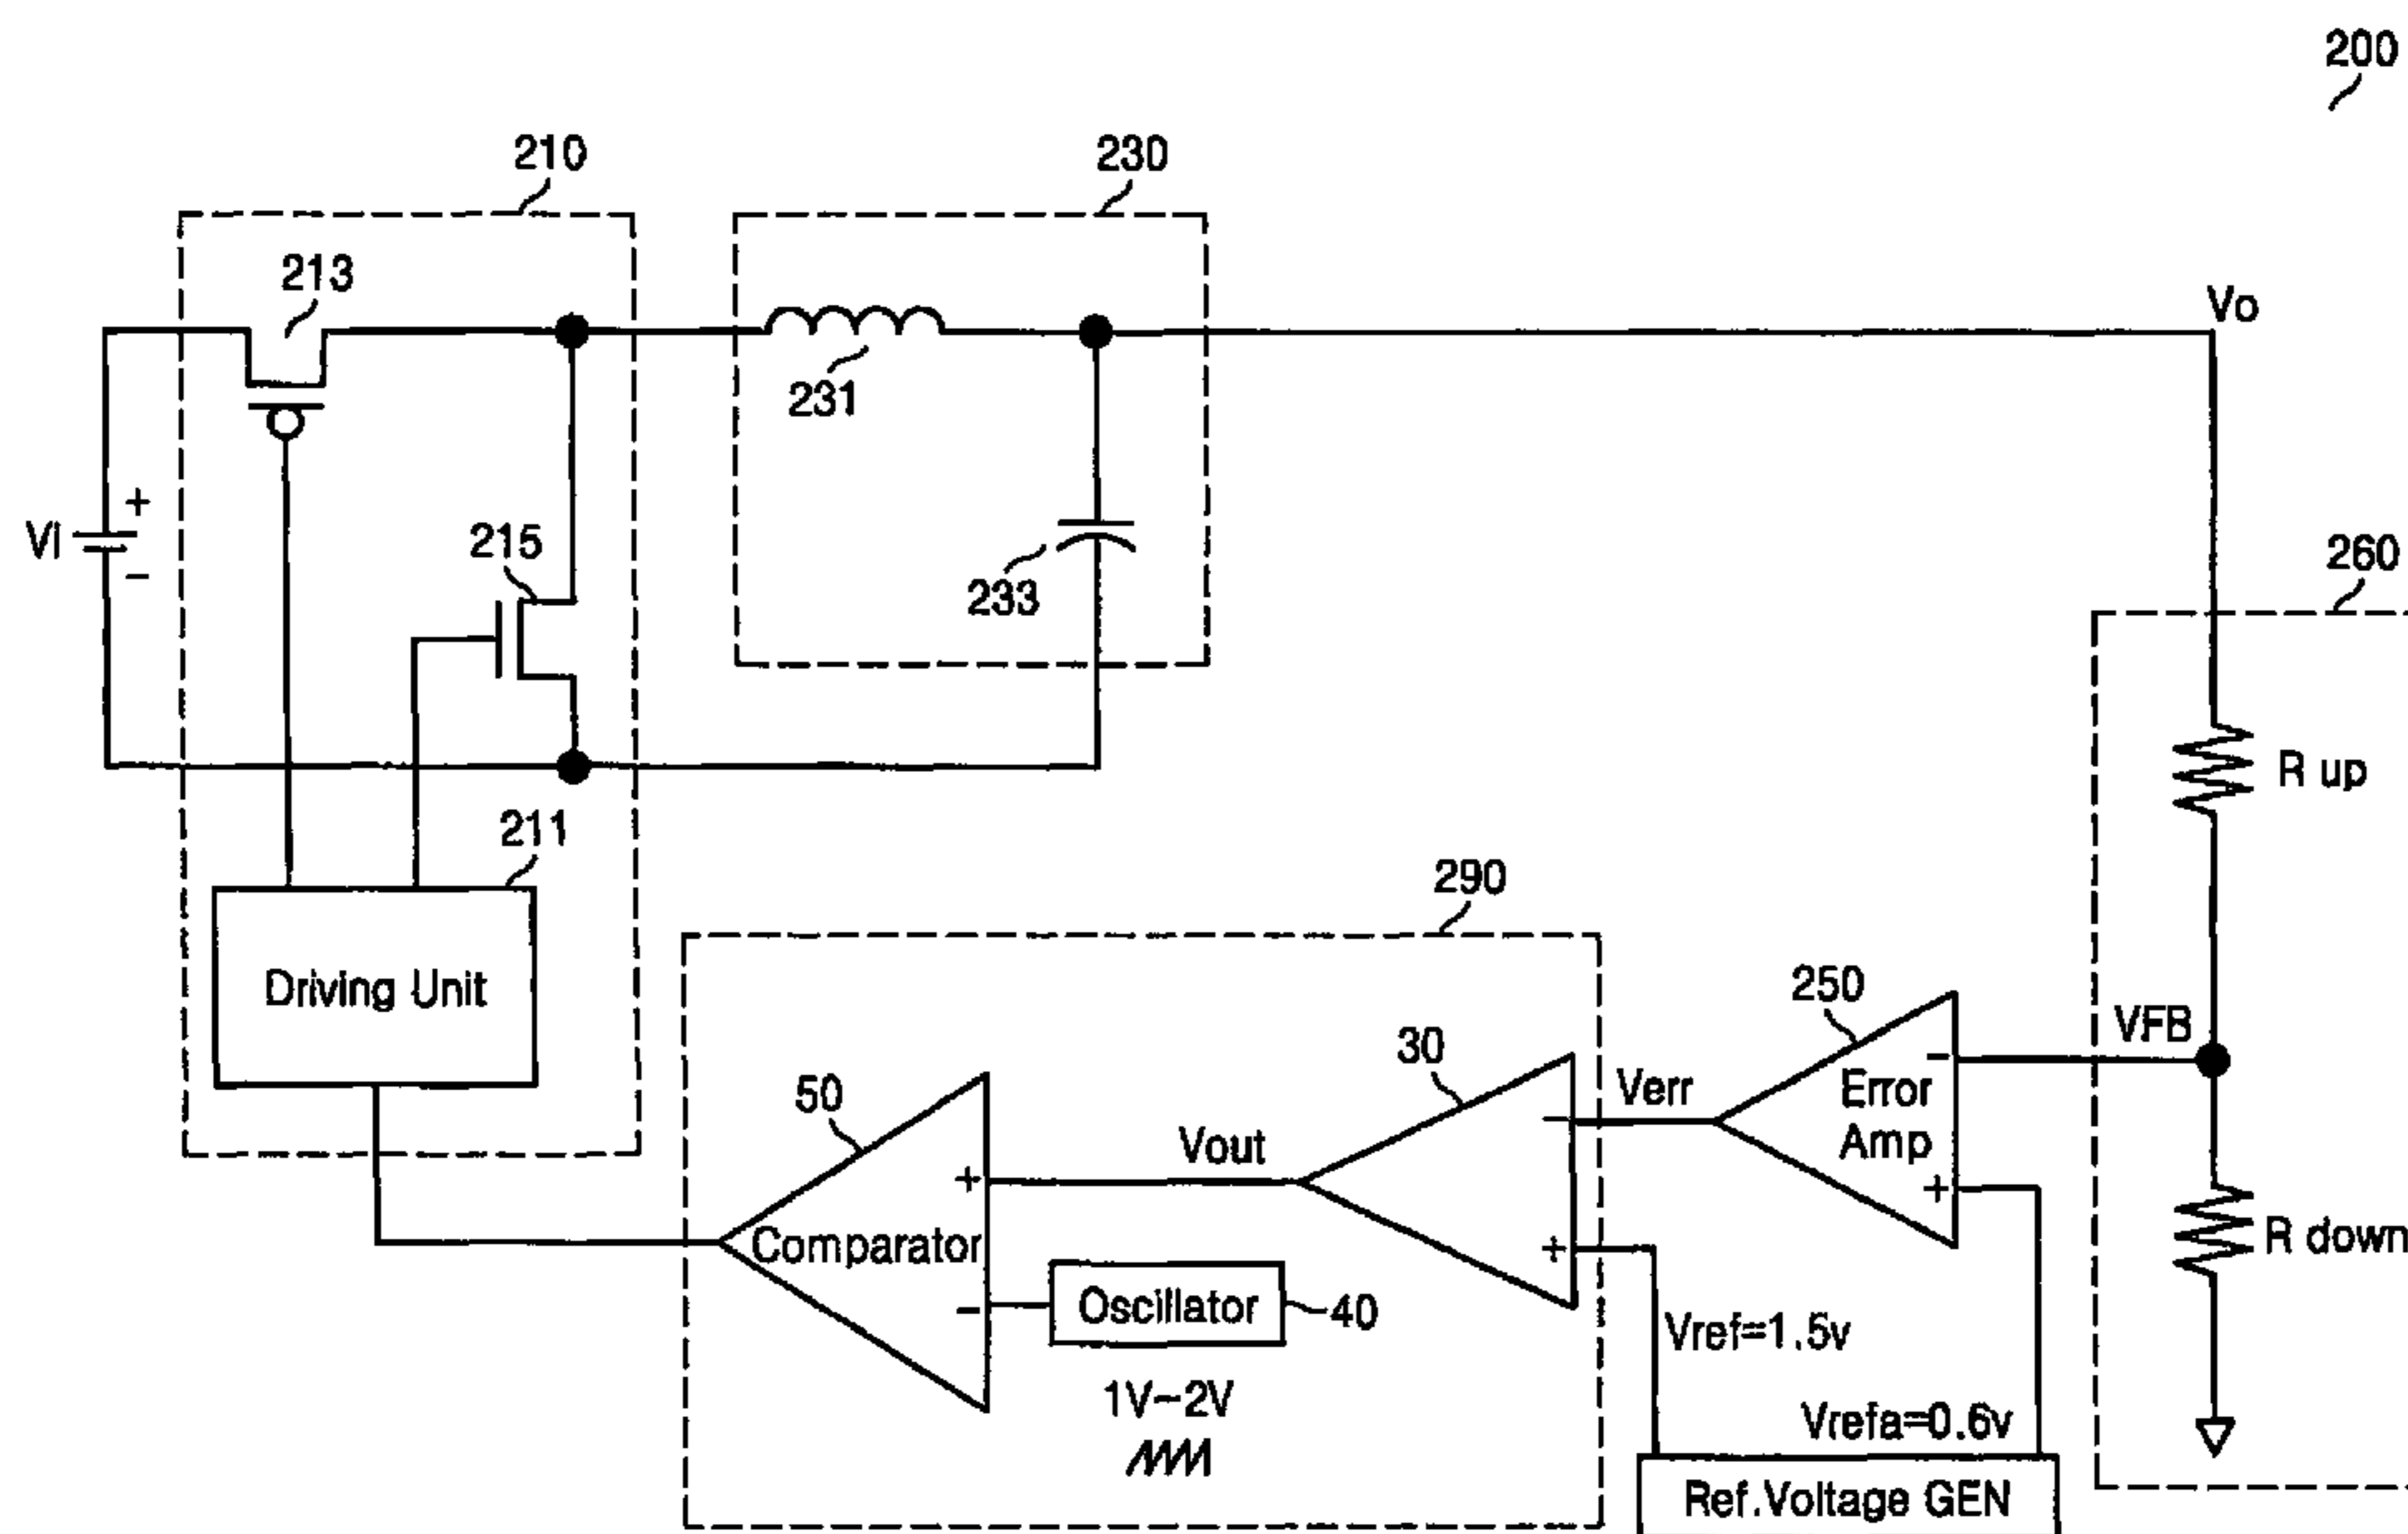 200
210
230
213
Vo
231
+
VI
215
-
260
233
R up
211
290
250
Driving Unit
VFB
30
-
50
Verr
Error
Amp
-
Vout
+
+
R down
Comparator
+
-
Oscillator
40
Vref=1.5v
1V-2V
Vrefa=0.6v
Ref.Voltage GEN